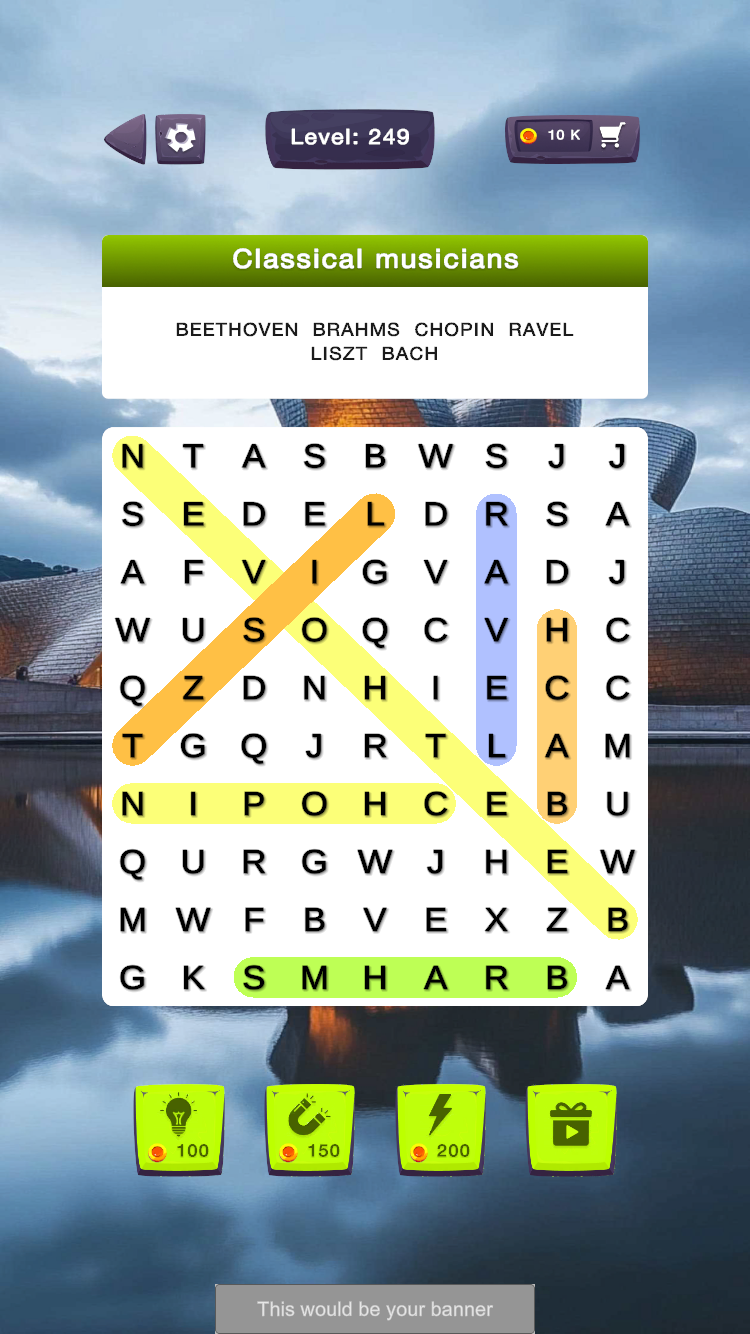 Level: 249
10 K
Classical musicians
BEETHOVEN BRAHMS CHOPIN RAVEL
LISZT BACH
N T A S B W S J J
S E D E L D R S A
A F V I G V A D J
W U S O Q C V H C
Q Z D N H I E C C
T G Q J R T L A M
N I P O H C E B U
Q U R G W J H E W
M W F B V E X Z B
G K S M H A R B A
100 150 200
This would be your banner